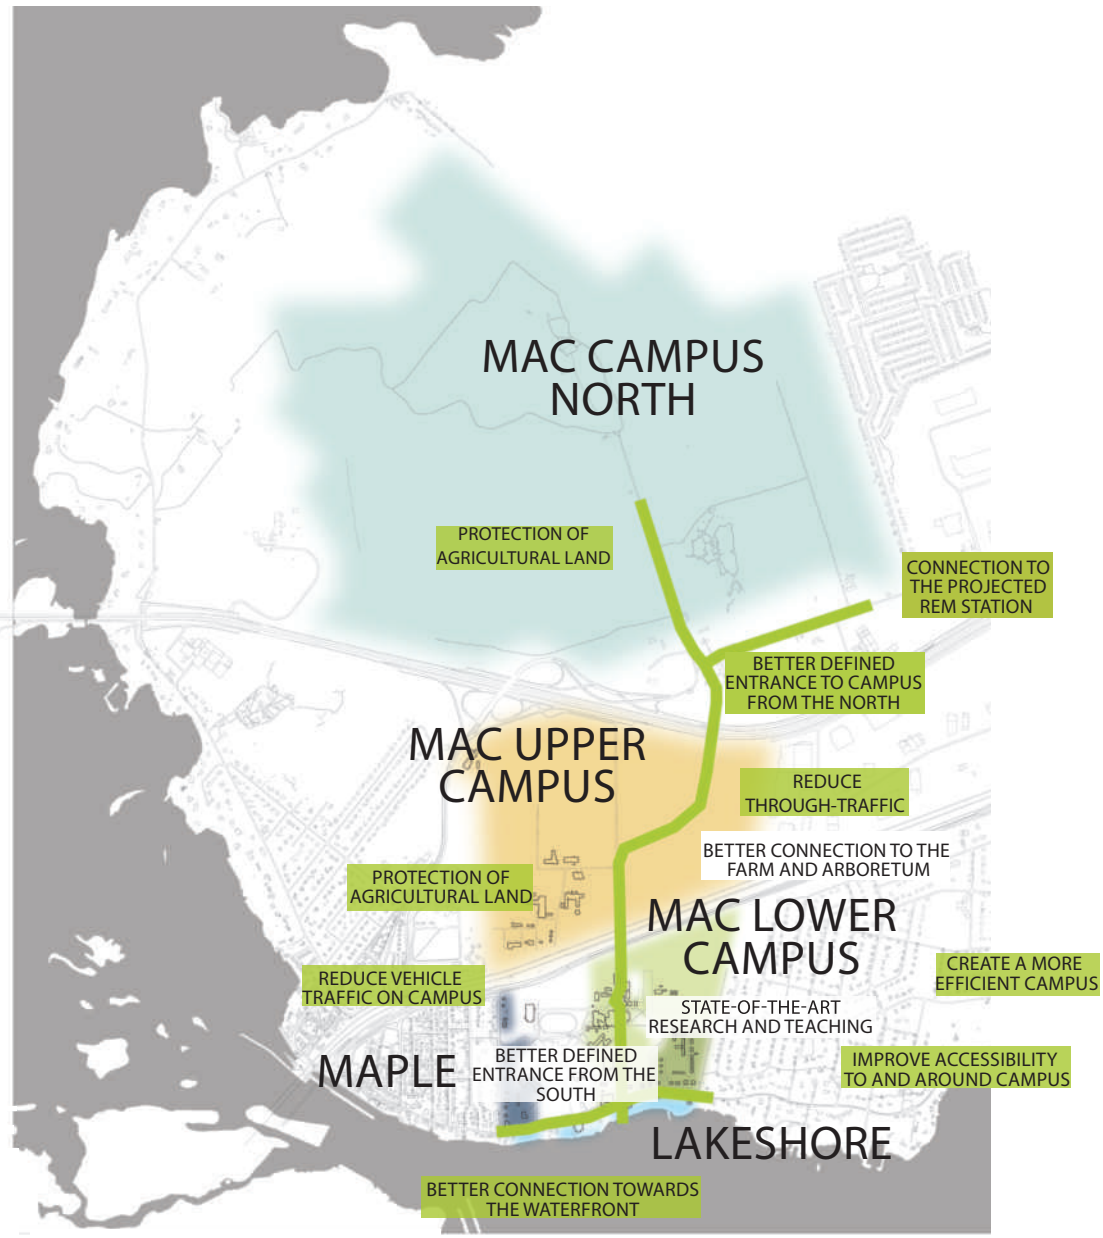 MAC CAMPUS
NORTH
PROTECTION OF
AGRICULTURAL LAND
CONNECTION TO
THE PROJECTED
REM STATION
BETTER DEFINED
ENTRANCE TO CAMPUS
FROM THE NORTH
MAC UPPER
CAMPUS
REDUCE
THROUGH-TRAFFIC
BETTER CONNECTION TO THE
FARM AND ARBORETUM
PROTECTION OF
AGRICULTURAL LAND
MAC LOWER
CAMPUS
CREATE A MORE
EFFICIENT CAMPUS
REDUCE VEHICLE
TRAFFIC ON CAMPUS
STATE-OF-THE-ART
RESEARCH AND TEACHING
MAPLE
BETTER DEFINED
ENTRANCE FROM THE
SOUTH
IMPROVE ACCESSIBILITY
TO AND AROUND CAMPUS
LAKESHORE
BETTER CONNECTION TOWARDS
THE WATERFRONT